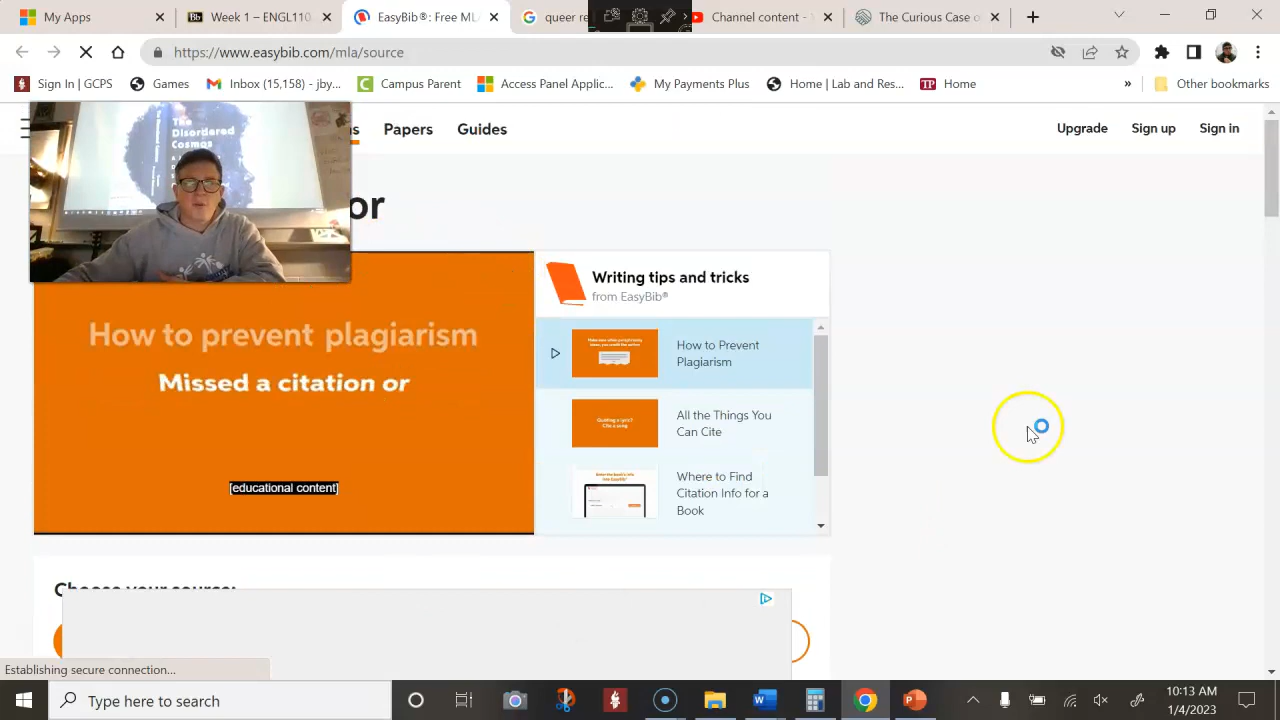 My Apps
Week 1 – ENGL110
EasyBib®: Free ML
queer re
Channel content -
The Curious Case o
https://www.easybib.com/mla/source
Sign In | GCPS
Games
Inbox (15,158) - jby...
Campus Parent
Access Panel Applic...
My Payments Plus
Home | Lab and Res...
TP Home
»
Other bookmarks
Papers
Guides
Upgrade
Sign up
Sign in
The
Disordered
Cosmos
or
How to prevent plagiarism
Missed a citation or
[educational content]
Writing tips and tricks
from EasyBib®
How to Prevent
Plagiarism
All the Things You
Can Cite
Where to Find
Citation Info for a
Book
Choose your source:
Establishing secure connection...
Type here to search
10:13 AM
1/4/2023